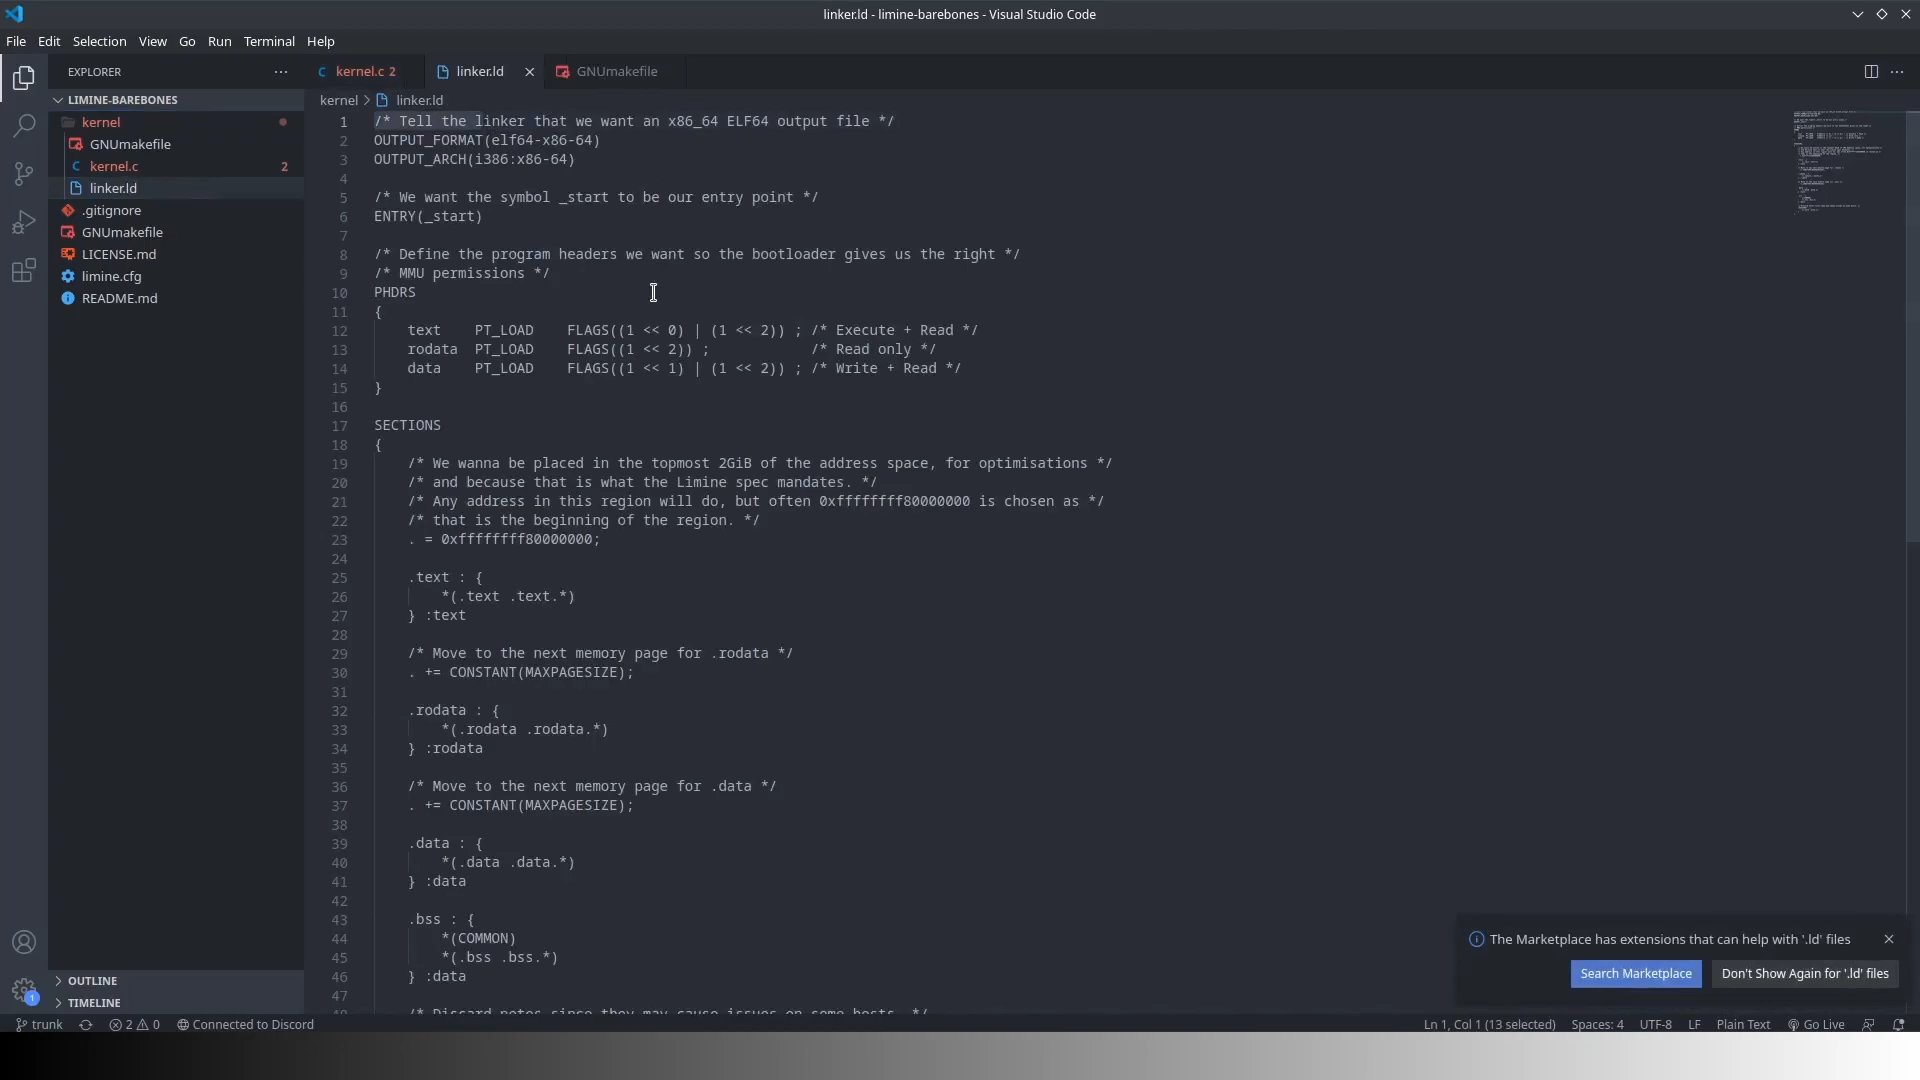 linker.ld - limine-barebones - Visual Studio Code
File Edit Selection View Go Run Terminal Help
EXPLORER
LIMINE-BAREBONES
kernel
GNUmakefile
kernel.c 2
linker.ld
.gitignore
GNUmakefile
LICENSE.md
limine.cfg
README.md
OUTLINE
TIMELINE
kernel.c 2 linker.ld GNUmakefile
kernel > linker.ld
1 /* Tell the linker that we want an x86_64 ELF64 output file */
2 OUTPUT_FORMAT(elf64-x86-64)
3 OUTPUT_ARCH(i386:x86-64)
4
5 /* We want the symbol _start to be our entry point */
6 ENTRY(_start)
7
8 /* Define the program headers we want so the bootloader gives us the right */
9 /* MMU permissions */
10 PHDRS
11 {
12     text    PT_LOAD    FLAGS((1 << 0) | (1 << 2)) ; /* Execute + Read */
13     rodata  PT_LOAD    FLAGS((1 << 2)) ;            /* Read only */
14     data    PT_LOAD    FLAGS((1 << 1) | (1 << 2)) ; /* Write + Read */
15 }
16
17 SECTIONS
18 {
19     /* We wanna be placed in the topmost 2GiB of the address space, for optimisations */
20     /* and because that is what the Limine spec mandates. */
21     /* Any address in this region will do, but often 0xffffffff80000000 is chosen as */
22     /* that is the beginning of the region. */
23     . = 0xffffffff80000000;
24
25     .text : {
26         *(.text .text.*)
27     } :text
28
29     /* Move to the next memory page for .rodata */
30     . += CONSTANT(MAXPAGESIZE);
31
32     .rodata : {
33         *(.rodata .rodata.*)
34     } :rodata
35
36     /* Move to the next memory page for .data */
37     . += CONSTANT(MAXPAGESIZE);
38
39     .data : {
40         *(.data .data.*)
41     } :data
42
43     .bss : {
44         *(COMMON)
45         *(.bss .bss.*)
46     } :data
47
48     /* Discard notes since they may cause issues on some hosts. */
The Marketplace has extensions that can help with '.ld' files
Search Marketplace Don't Show Again for '.ld' files
1
trunk 2 0 Connected to Discord Ln 1, Col 1 (13 selected) Spaces: 4 UTF-8 LF Plain Text Go Live